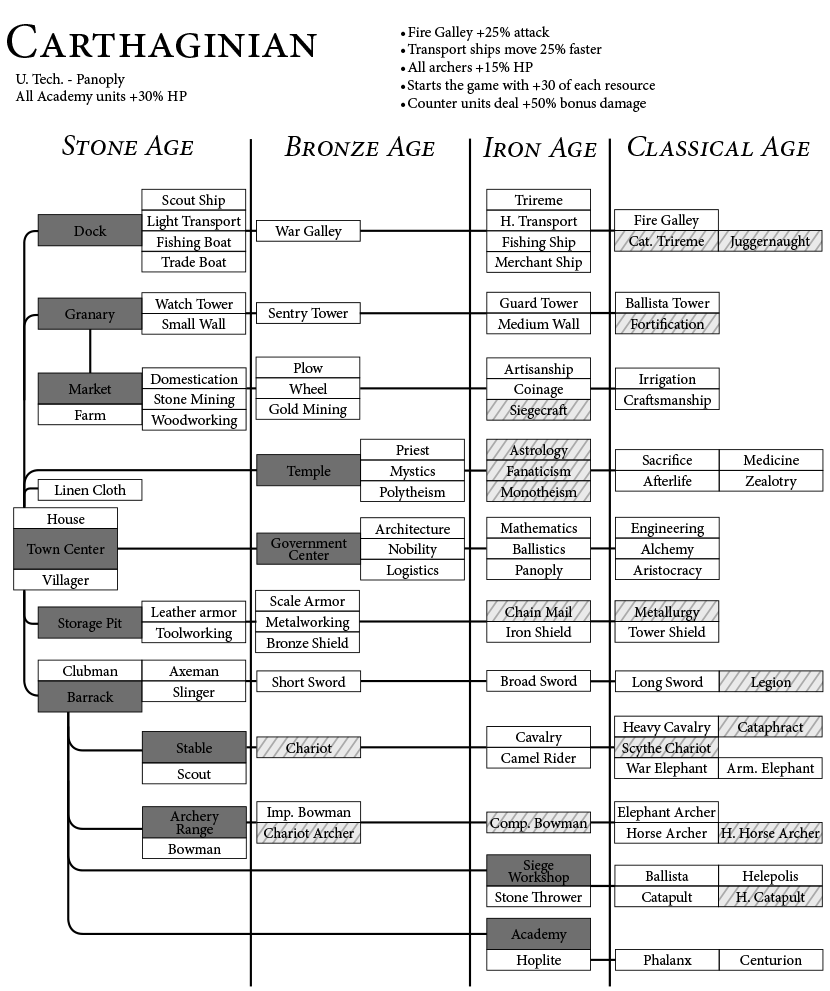 CARTHAGINIAN
U. Tech. - Panoply
All Academy units +30% HP
•Fire Galley +25% attack
•Transport ships move 25% faster
•All archers +15% HP
•Starts the game with +30 of each resource
•Counter units deal +50% bonus damage
STONE AGE
BRONZE AGE
IRON AGE
CLASSICAL AGE
Dock
Scout Ship
Light Transport
Fishing Boat
Trade Boat
War Galley
Trireme
H. Transport
Fishing Ship
Merchant Ship
Fire Galley
Cat. Trireme
Juggernaught
Granary
Watch Tower
Small Wall
Sentry Tower
Guard Tower
Medium Wall
Ballista Tower
Fortification
Market
Farm
Domestication
Stone Mining
Woodworking
Plow
Wheel
Gold Mining
Artisanship
Coinage
Siegecraft
Irrigation
Craftsmanship
Temple
Priest
Mystics
Polytheism
Astrology
Fanaticism
Monotheism
Sacrifice
Medicine
Afterlife
Zealotry
Linen Cloth
House
Town Center
Villager
Government
Center
Architecture
Nobility
Logistics
Mathematics
Ballistics
Panoply
Engineering
Alchemy
Aristocracy
Storage Pit
Leather armor
Toolworking
Scale Armor
Metalworking
Bronze Shield
Chain Mail
Iron Shield
Metallurgy
Tower Shield
Clubman
Barrack
Axeman
Slinger
Short Sword
Broad Sword
Long Sword
Legion
Stable
Scout
Chariot
Cavalry
Camel Rider
Heavy Cavalry
Cataphract
Scythe Chariot
War Elephant
Arm. Elephant
Archery
Range
Bowman
Imp. Bowman
Chariot Archer
Comp. Bowman
Elephant Archer
Horse Archer
H. Horse Archer
Siege
Workshop
Stone Thrower
Ballista
Helepolis
Catapult
H. Catapult
Academy
Hoplite
Phalanx
Centurion